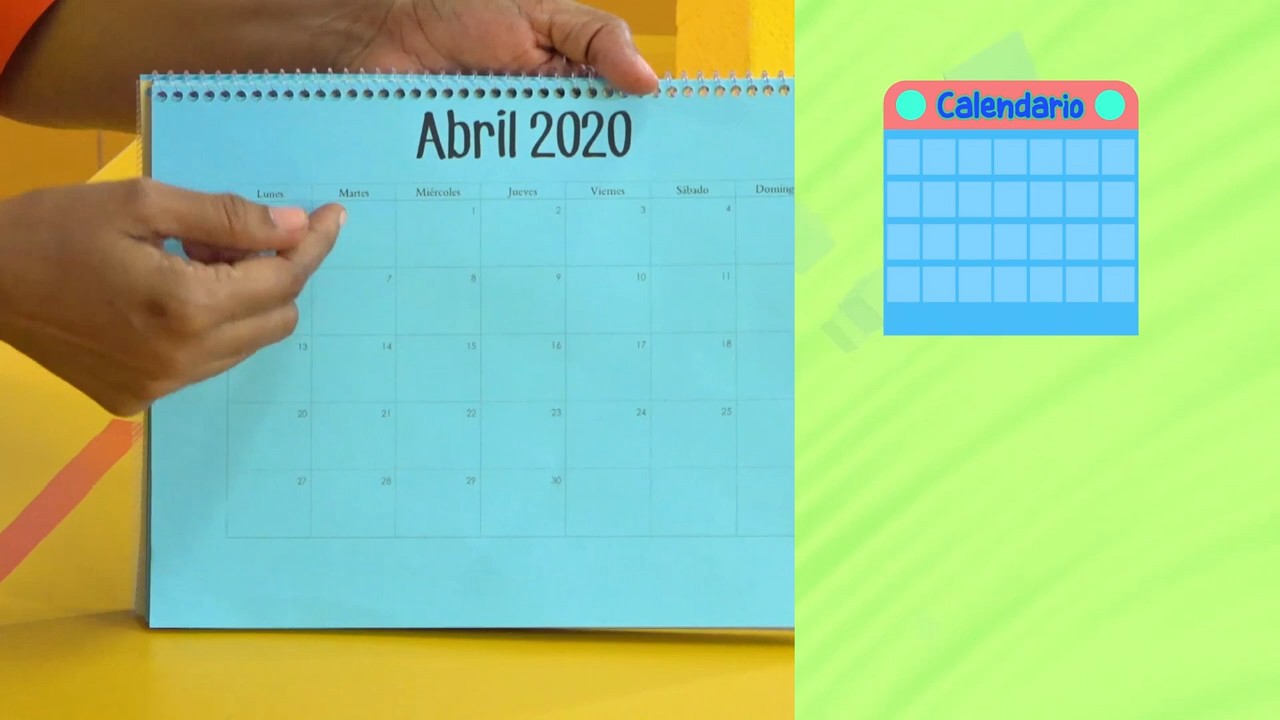 Abril 2020
Lunes Martes Miércoles Jueves Viernes Sábado Doming
1 2 3 4
7 8 9 10 11
13 14 15 16 17 18
20 21 22 23 24 25
27 28 29 30
Calendario